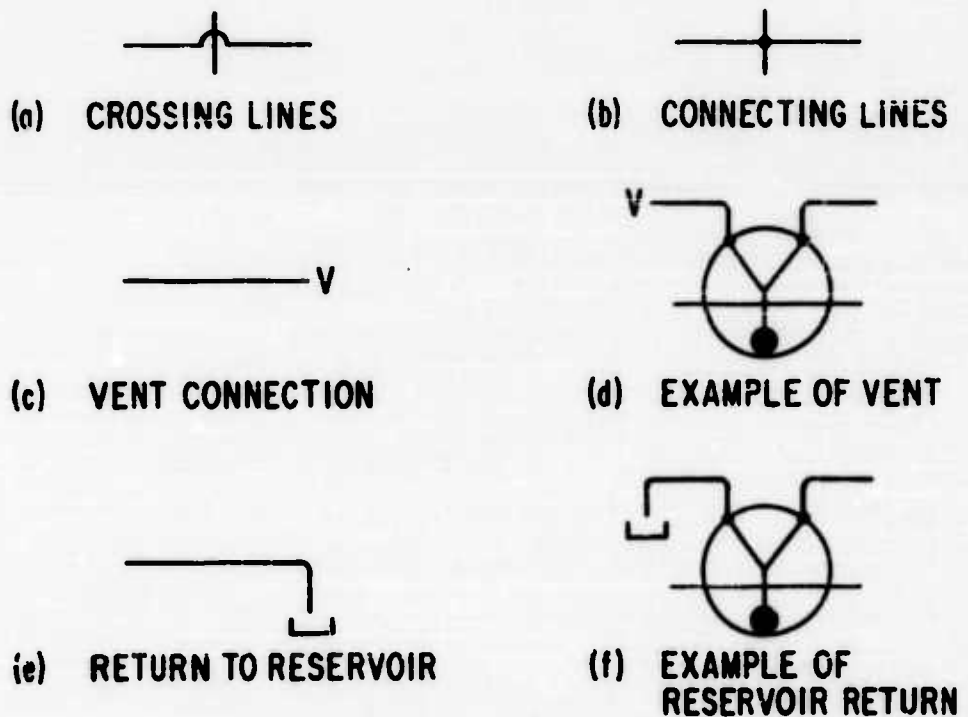 (a) CROSSING LINES
(b) CONNECTING LINES
V
V
(c) VENT CONNECTION
(d) EXAMPLE OF VENT
(e) RETURN TO RESERVOIR
(f) EXAMPLE OF
RESERVOIR RETURN